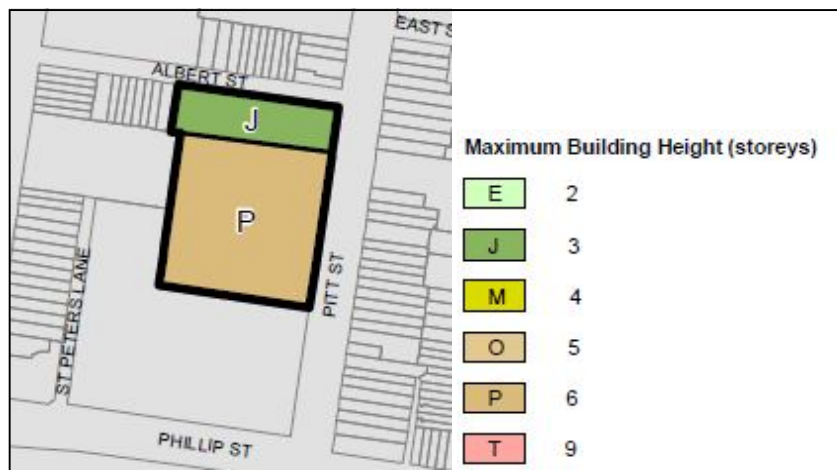 EAST S
ALBERT ST
J
P
PITT ST
ST PETERS LANE
PHILLIP ST
Maximum Building Height (storeys)
E 2
J 3
M 4
O 5
P 6
T 9